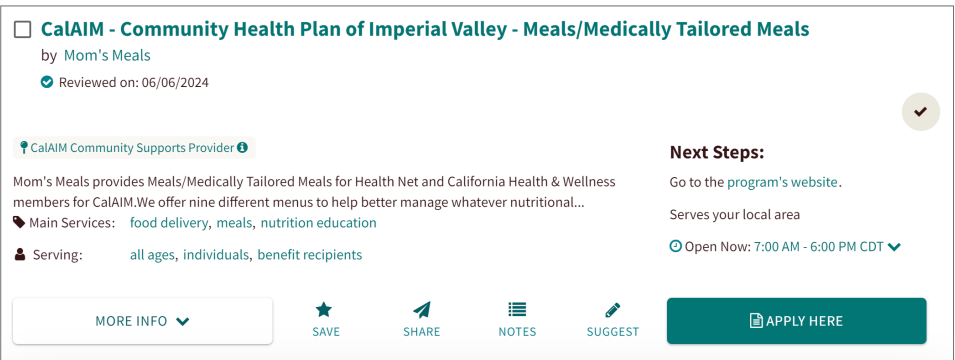 CalAIM - Community Health Plan of Imperial Valley - Meals/Medically Tailored Meals
by Mom's Meals
Reviewed on: 06/06/2024
CalAIM Community Supports Provider
Mom's Meals provides Meals/Medically Tailored Meals for Health Net and California Health & Wellness
members for CalAIM.We offer nine different menus to help better manage whatever nutritional...
Main Services: food delivery, meals, nutrition education
Serving: all ages, individuals, benefit recipients
Next Steps:
Go to the program's website.
Serves your local area
Open Now: 7:00 AM - 6:00 PM CDT
MORE INFO
SAVE
SHARE
NOTES
SUGGEST
APPLY HERE